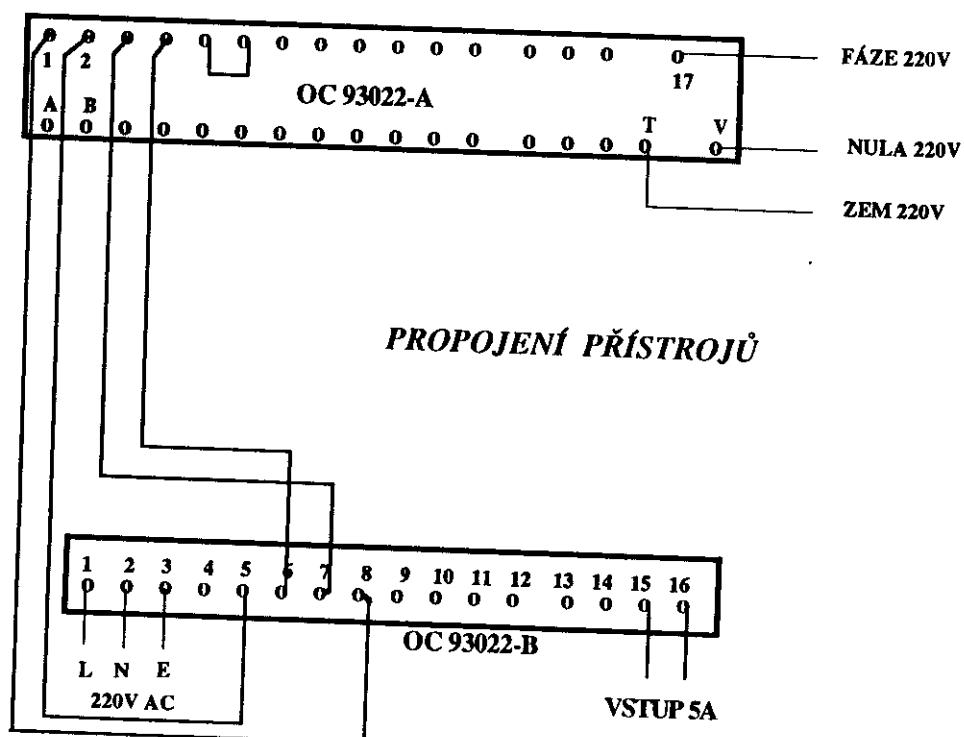 1 2 17
FÁZE 220V
OC 93022-A
A B T V
NULA 220V
ZEM 220V
PROPOJENÍ PŘÍSTROJŮ
1 2 3 4 5 6 7 8 9 10 11 12 13 14 15 16
OC 93022-B
L N E
220V AC
VSTUP 5A